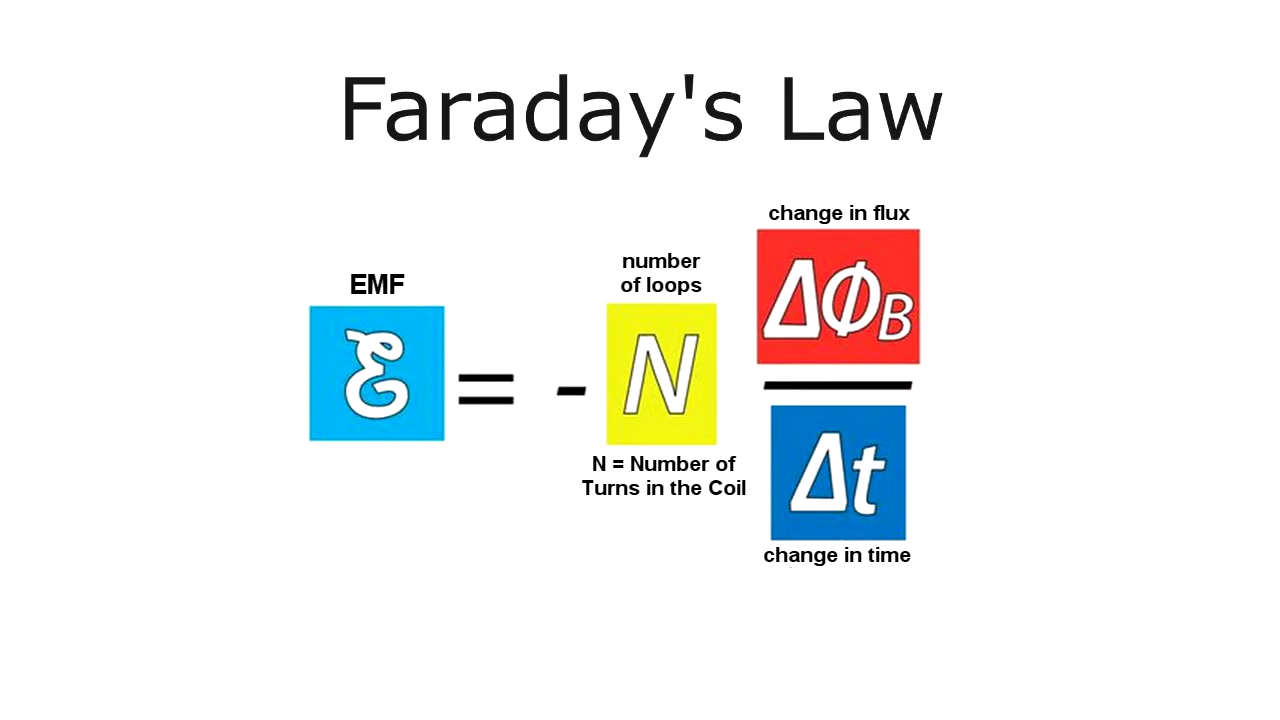 Faraday's Law
EMF
ℰ = - N ΔΦB
Δt
number
of loops
N = Number of
Turns in the Coil
change in flux
change in time